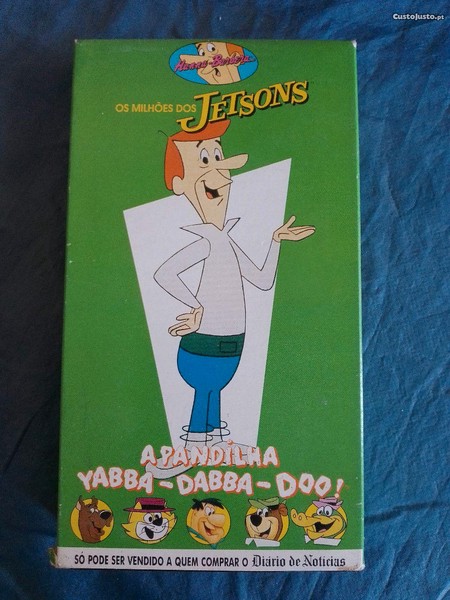 CustoJusto.pt
Hanna-Barbera
OS MILHÕES DOS JETSONS
A PANDILHA
YABBA-DABBA-DOO!
SÓ PODE SER VENDIDO A QUEM COMPRAR O Diário de Notícias